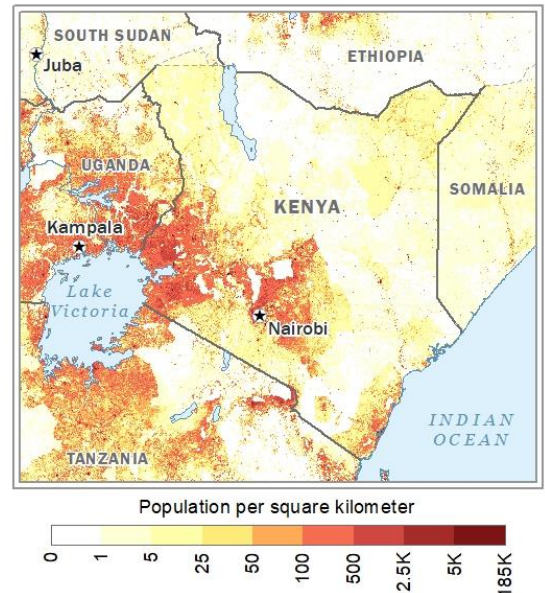 SOUTH SUDAN
ETHIOPIA
Juba
UGANDA
SOMALIA
KENYA
Kampala
Lake
Victoria
Nairobi
INDIAN
OCEAN
TANZANIA
Population per square kilometer
0 1 5 25 50 100 500 2.5K 5K 185K